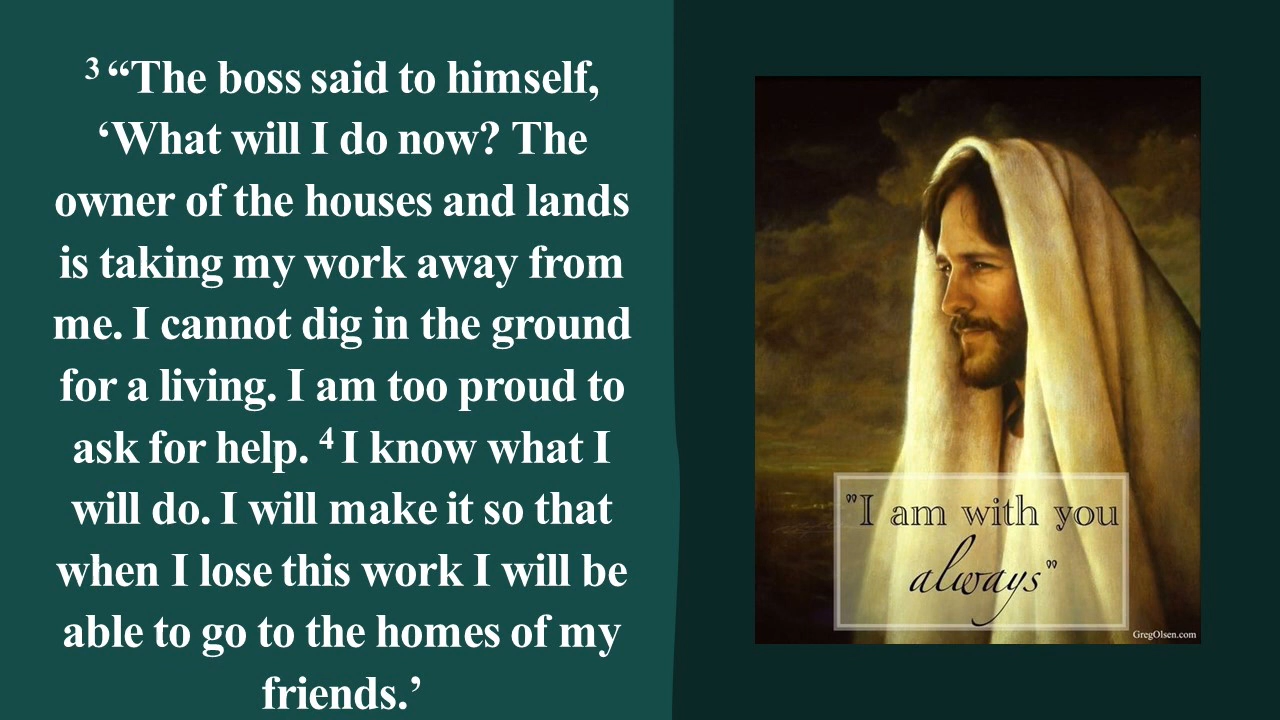 3 “The boss said to himself,
‘What will I do now? The
owner of the houses and lands
is taking my work away from
me. I cannot dig in the ground
for a living. I am too proud to
ask for help. 4 I know what I
will do. I will make it so that
when I lose this work I will be
able to go to the homes of my
friends.’
"I am with you
always"
GregOlsen.com